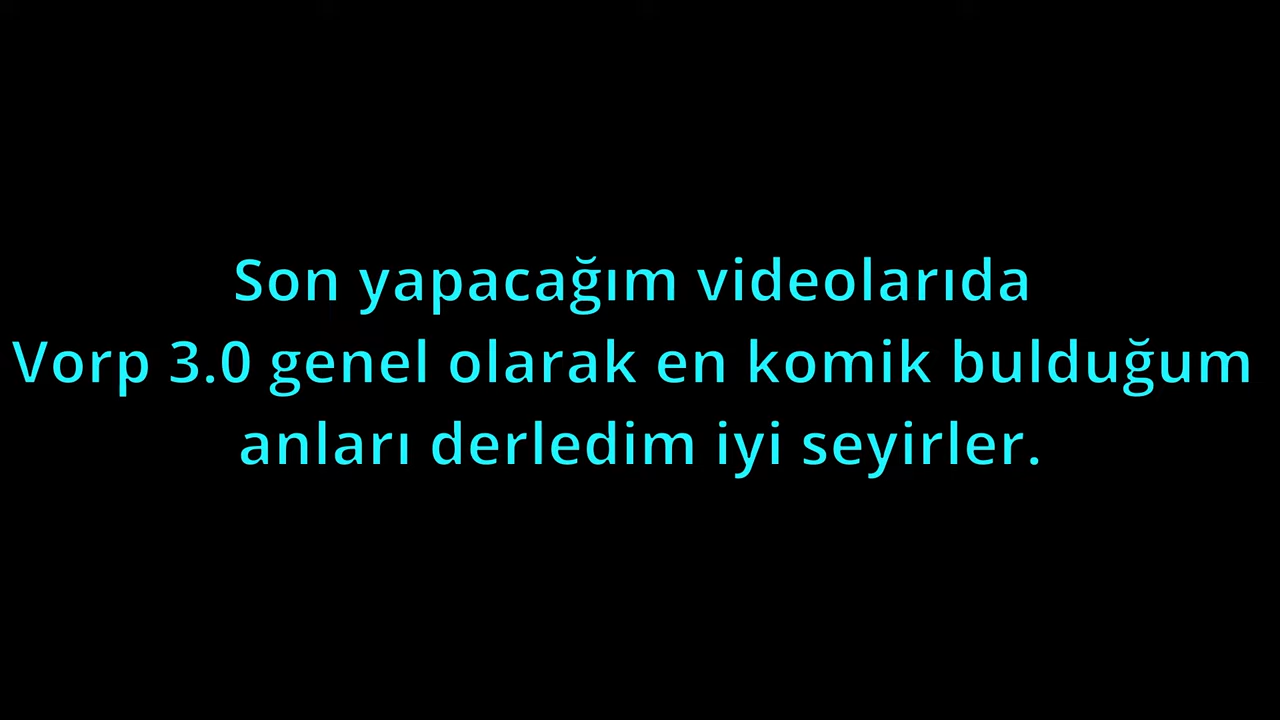 Son yapacağım videolarıda
Vorp 3.0 genel olarak en komik bulduğum
anları derledim iyi seyirler.